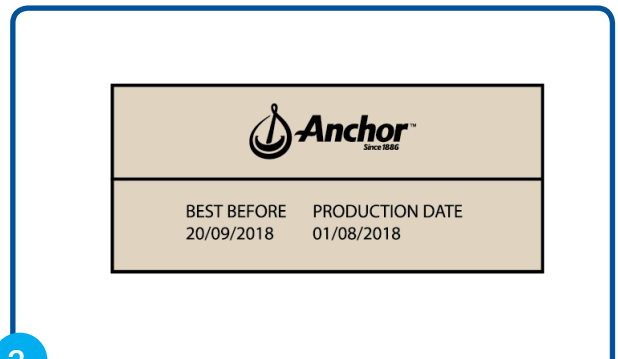 Anchor™
Since 1886
BEST BEFORE PRODUCTION DATE
20/09/2018 01/08/2018